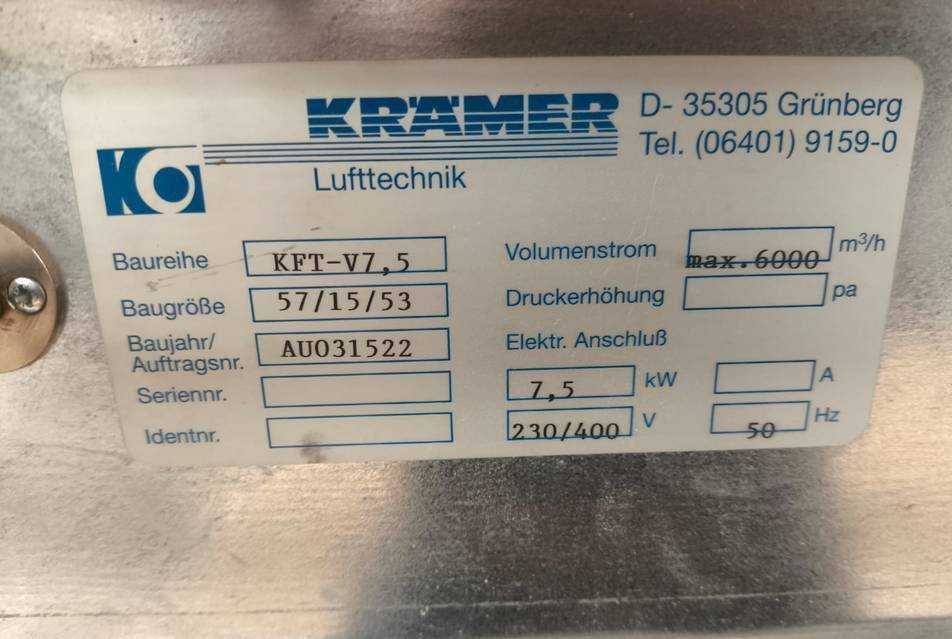 KRÄMER
D- 35305 Grünberg
Tel. (06401) 9159-0
KG
Lufttechnik
Baureihe KFT-V7,5
Baugröße 57/15/53
Baujahr/
Auftragsnr. AU031522
Seriennr.
Identnr.
Volumenstrom max.6000 m³/h
Druckerhöhung pa
Elektr. Anschluß
7,5 kW A
230/400 V 50 Hz